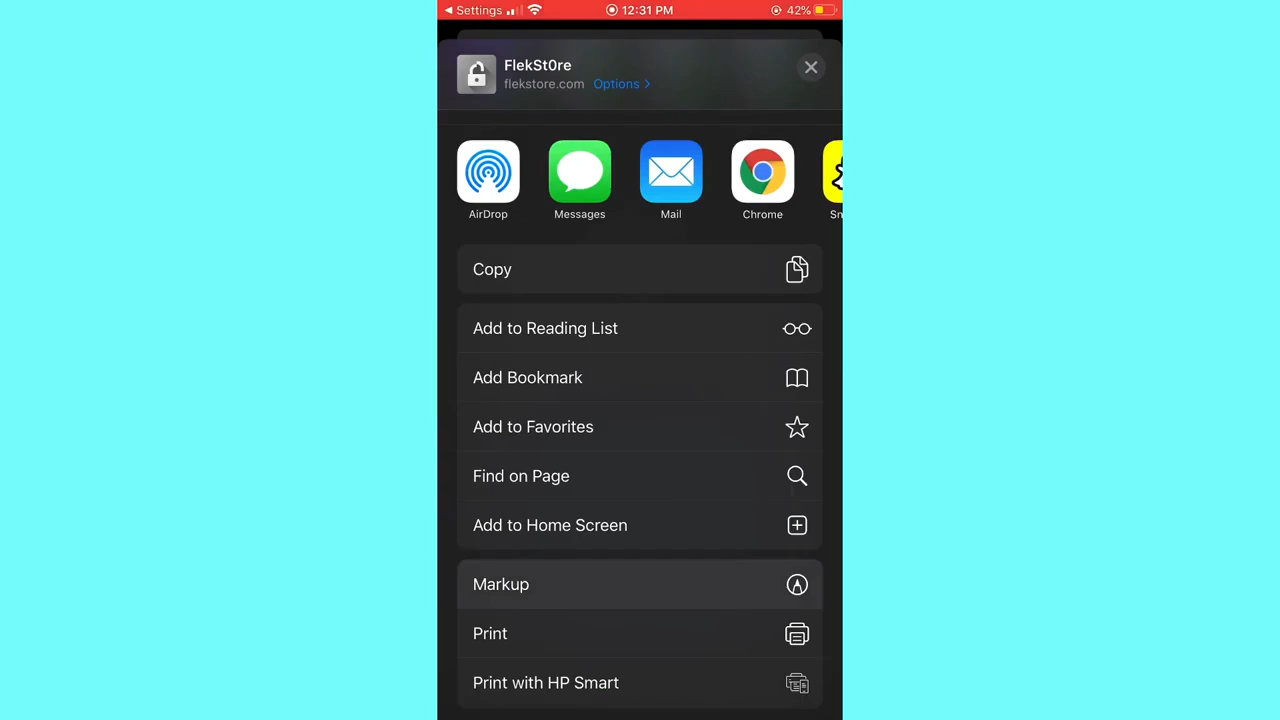 Settings 12:31 PM 42%
FlekSt0re
flekstore.com Options
AirDrop Messages Mail Chrome Sn
Copy
Add to Reading List
Add Bookmark
Add to Favorites
Find on Page
Add to Home Screen
Markup
Print
Print with HP Smart